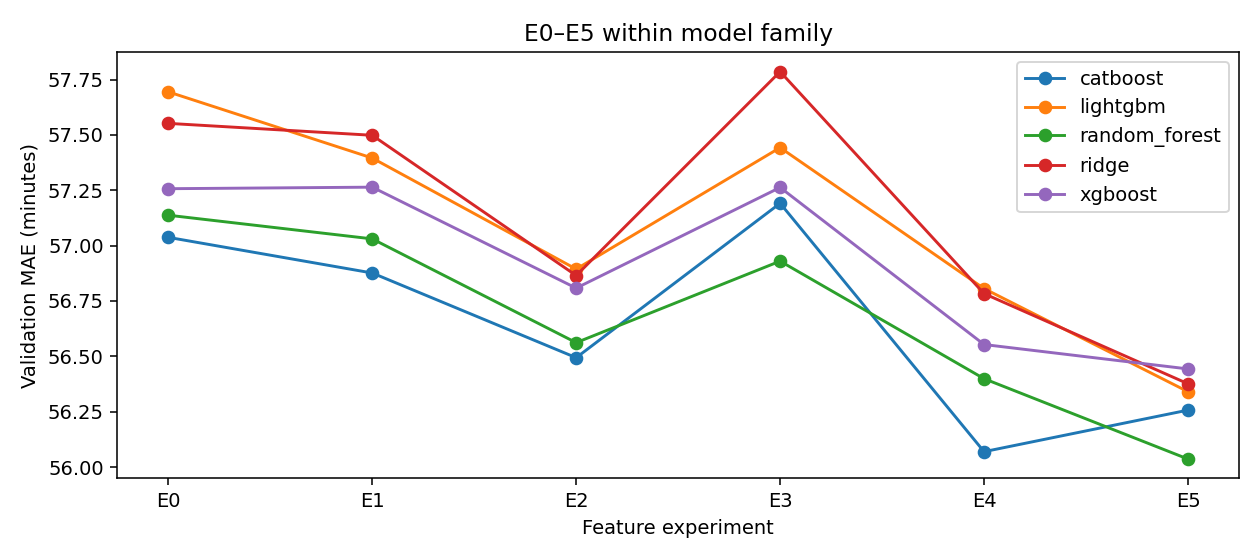 E0–E5 within model family
Validation MAE (minutes)
57.75
57.50
57.25
57.00
56.75
56.50
56.25
56.00
catboost
lightgbm
random_forest
ridge
xgboost
E0 E1 E2 E3 E4 E5
Feature experiment